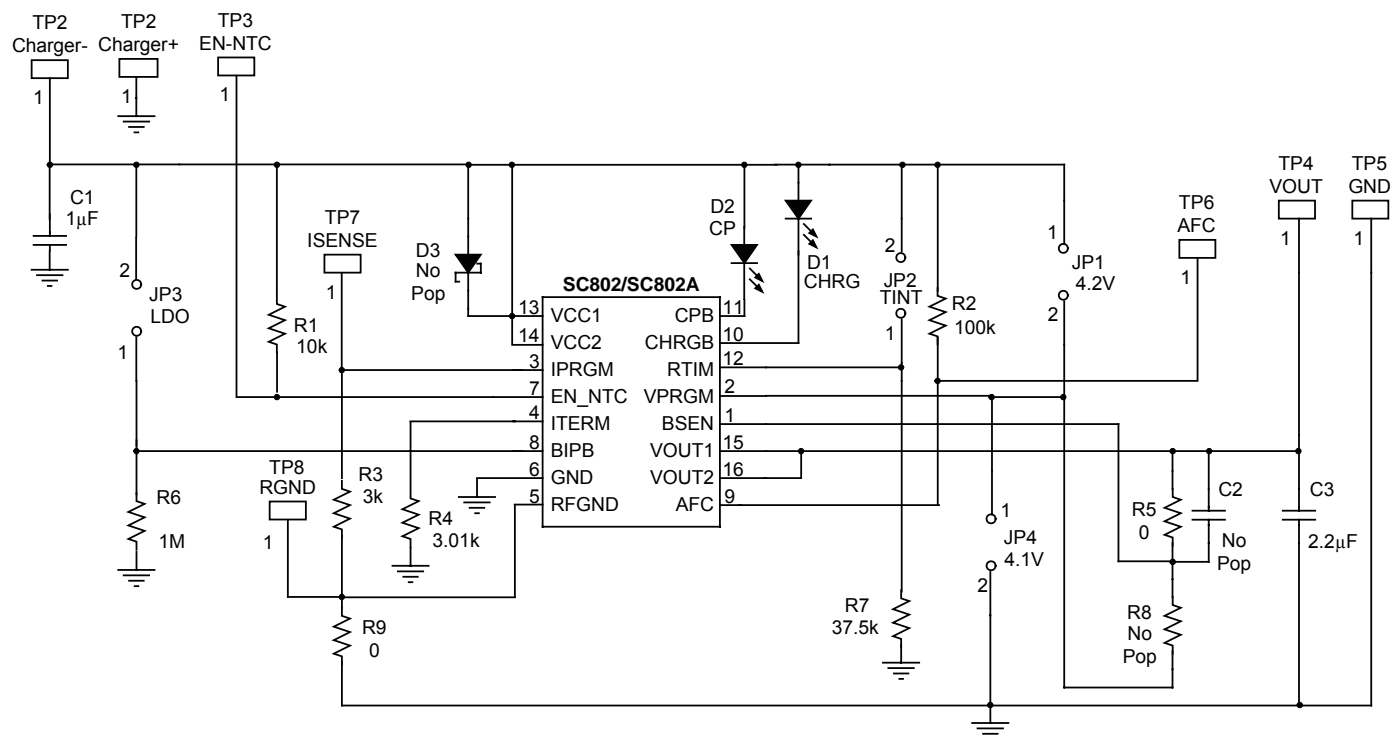 TP2
Charger-
1
TP2
Charger+
1
TP3
EN-NTC
1
C1
1μF
2
JP3
LDO
1
R6
1M
R1
10k
TP7
ISENSE
1
R3
3k
TP8
RGND
1
R9
0
R4
3.01k
D3
No
Pop
SC802/SC802A
13 VCC1
14 VCC2
3 IPRGM
7 EN_NTC
4 ITERM
8 BIPB
6 GND
5 RFGND
CPB 11
CHRGB 10
RTIM 12
VPRGM 2
BSEN 1
VOUT1 15
VOUT2 16
AFC 9
D2
CP
D1
CHRG
2
JP2
TINT
1
R2
100k
R7
37.5k
1
JP1
4.2V
2
1
JP4
4.1V
2
TP6
AFC
1
TP4
VOUT
1
TP5
GND
1
R5
0
C2
No
Pop
C3
2.2μF
R8
No
Pop